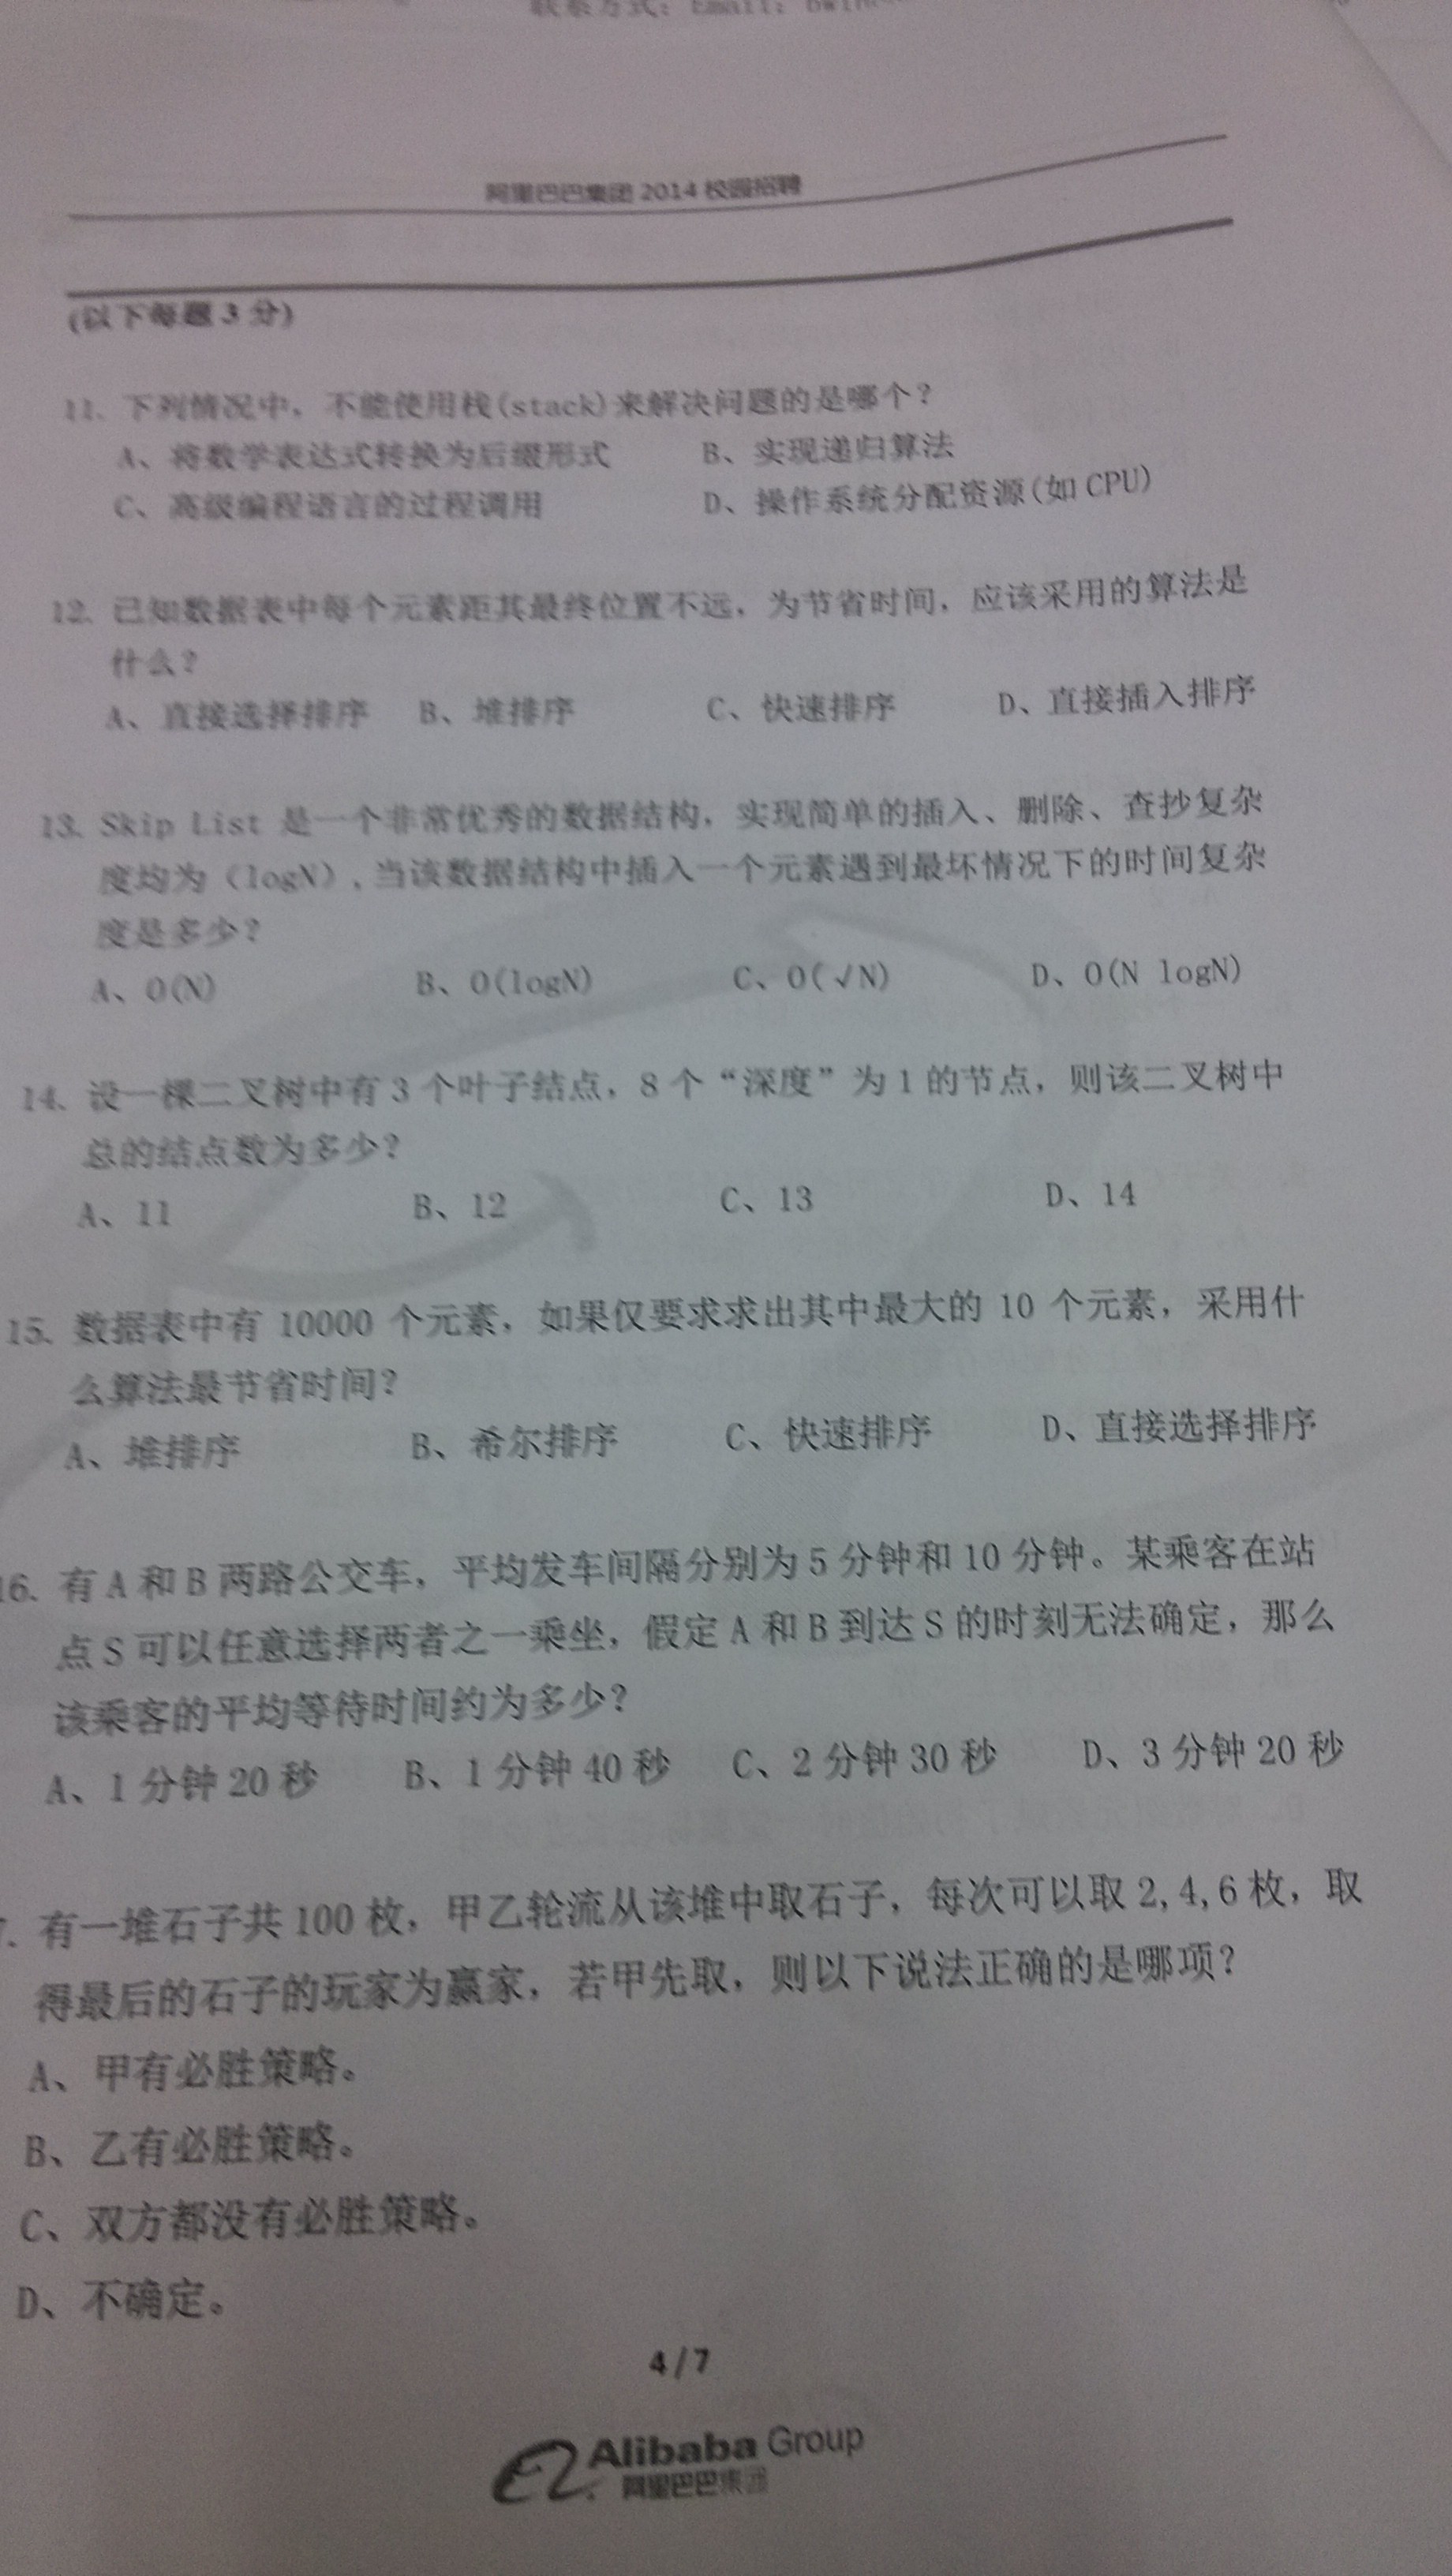 联系方式：Email:
阿里巴巴集团 2014 校园招聘
(以下每题 3 分)
11. 下列情况中，不能使用栈(stack)来解决问题的是哪个？
A、将数学表达式转换为后缀形式 B、实现递归算法
C、高级编程语言的过程调用 D、操作系统分配资源(如 CPU)
12. 已知数据表中每个元素距其最终位置不远，为节省时间，应该采用的算法是
什么？
A、直接选择排序 B、堆排序 C、快速排序 D、直接插入排序
13. Skip List 是一个非常优秀的数据结构，实现简单的插入、删除、查抄复杂
度均为（logN）,当该数据结构中插入一个元素遇到最坏情况下的时间复杂
度是多少？
A、O(N) B、O(logN) C、O(√N) D、O(N logN)
14. 设一棵二叉树中有 3 个叶子结点，8 个“深度”为 1 的节点，则该二叉树中
总的结点数为多少？
A、11 B、12 C、13 D、14
15. 数据表中有 10000 个元素，如果仅要求求出其中最大的 10 个元素，采用什
么算法最节省时间？
A、堆排序 B、希尔排序 C、快速排序 D、直接选择排序
16. 有 A 和 B 两路公交车，平均发车间隔分别为 5 分钟和 10 分钟。某乘客在站
点 S 可以任意选择两者之一乘坐，假定 A 和 B 到达 S 的时刻无法确定，那么
该乘客的平均等待时间约为多少？
A、1 分钟 20 秒 B、1 分钟 40 秒 C、2 分钟 30 秒 D、3 分钟 20 秒
7. 有一堆石子共 100 枚，甲乙轮流从该堆中取石子，每次可以取 2,4,6 枚，取
得最后的石子的玩家为赢家，若甲先取，则以下说法正确的是哪项？
A、甲有必胜策略。
B、乙有必胜策略。
C、双方都没有必胜策略。
D、不确定。
4 / 7
Alibaba Group
阿里巴巴集团